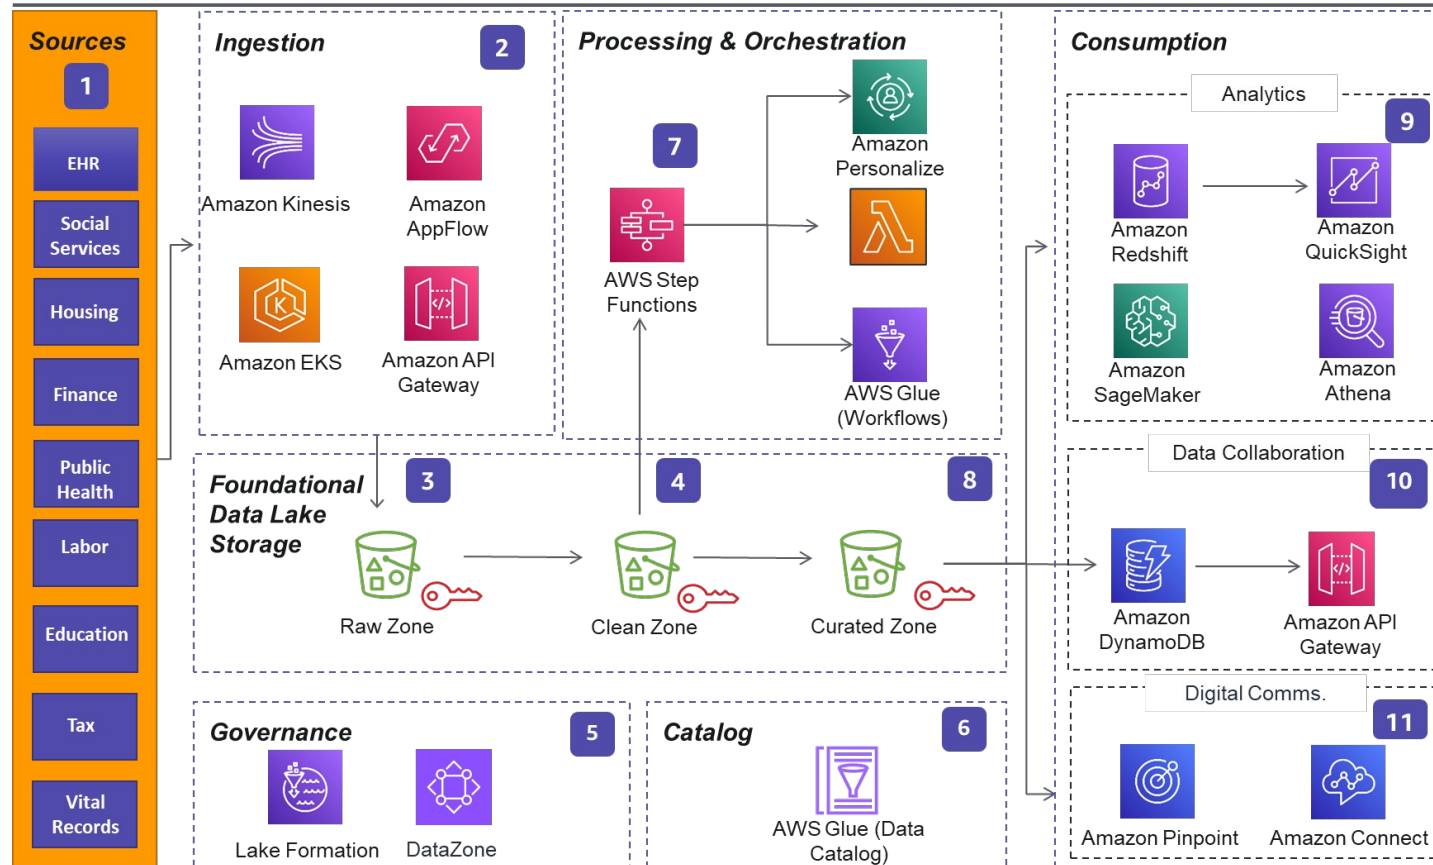 Sources
1
EHR
Social
Services
Housing
Finance
Public
Health
Labor
Education
Tax
Vital
Records
Ingestion
2
Amazon Kinesis
Amazon
AppFlow
Amazon EKS
Amazon API
Gateway
Processing & Orchestration
7
AWS Step
Functions
Amazon
Personalize
AWS Glue
(Workflows)
Foundational
Data Lake
Storage
3
4
8
Raw Zone
Clean Zone
Curated Zone
Governance
5
Lake Formation
DataZone
Catalog
6
AWS Glue (Data
Catalog)
Consumption
Analytics
9
Amazon
Redshift
Amazon
QuickSight
Amazon
SageMaker
Amazon
Athena
Data Collaboration
10
Amazon
DynamoDB
Amazon API
Gateway
Digital Comms.
11
Amazon Pinpoint
Amazon Connect